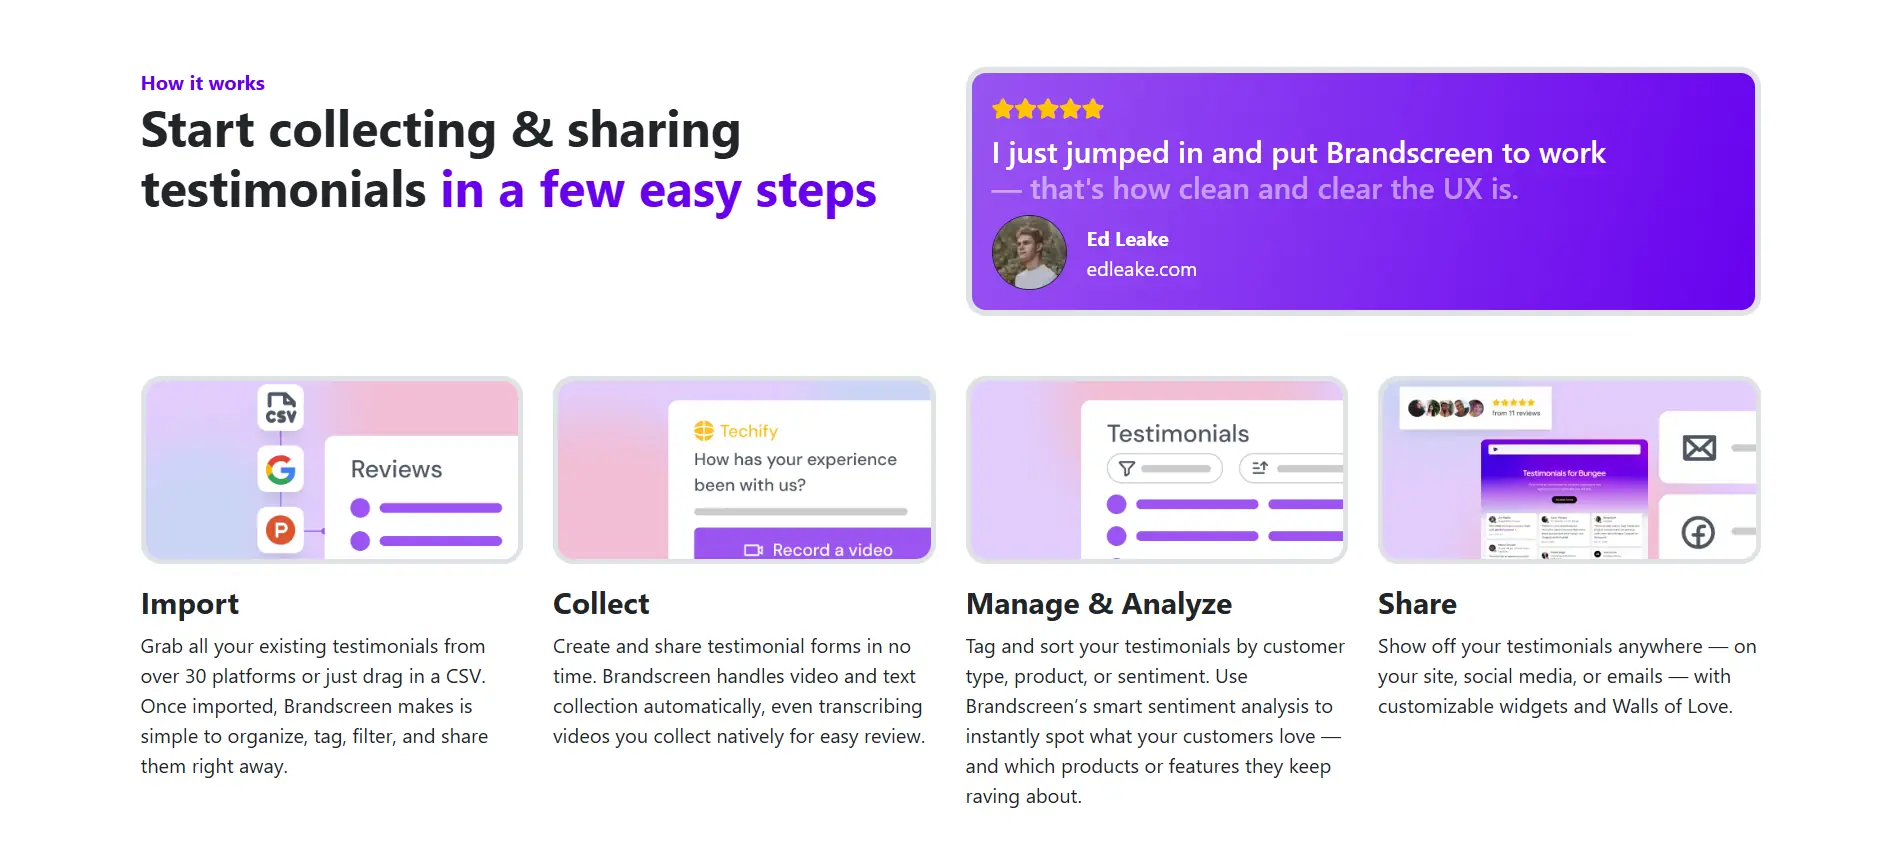 How it works
Start collecting & sharing
testimonials in a few easy steps
I just jumped in and put Brandscreen to work
— that's how clean and clear the UX is.
Ed Leake
edleake.com
CSV
Reviews
P
Import
Grab all your existing testimonials from
over 30 platforms or just drag in a CSV.
Once imported, Brandscreen makes is
simple to organize, tag, filter, and share
them right away.
Techify
How has your experience
been with us?
Record a video
Collect
Create and share testimonial forms in no
time. Brandscreen handles video and text
collection automatically, even transcribing
videos you collect natively for easy review.
Testimonials
Manage & Analyze
Tag and sort your testimonials by customer
type, product, or sentiment. Use
Brandscreen’s smart sentiment analysis to
instantly spot what your customers love —
and which products or features they keep
raving about.
from 11 reviews
Testimonials for Bungee
Share
Show off your testimonials anywhere — on
your site, social media, or emails — with
customizable widgets and Walls of Love.